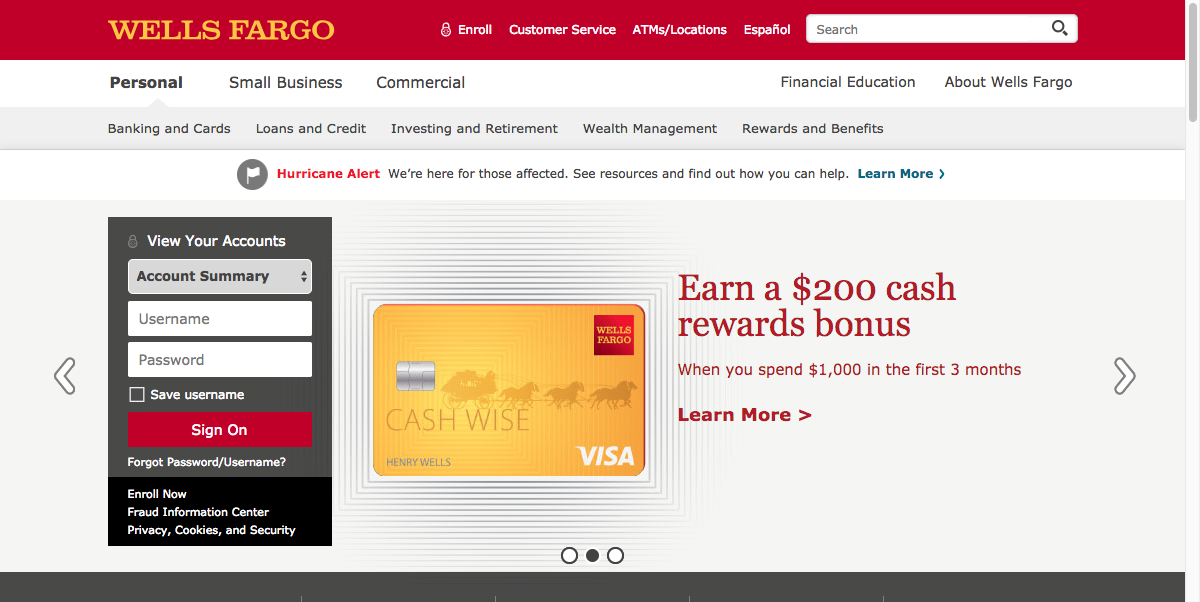 WELLS FARGO
Enroll
Customer Service
ATMs/Locations
Español
Search
Personal
Small Business
Commercial
Financial Education
About Wells Fargo
Banking and Cards
Loans and Credit
Investing and Retirement
Wealth Management
Rewards and Benefits
Hurricane Alert We’re here for those affected. See resources and find out how you can help. Learn More
View Your Accounts
Account Summary
Username
Password
Save username
Sign On
Forgot Password/Username?
Enroll Now
Fraud Information Center
Privacy, Cookies, and Security
WELLS
FARGO
CASH WISE
HENRY WELLS
VISA
Earn a $200 cash
rewards bonus
When you spend $1,000 in the first 3 months
Learn More >